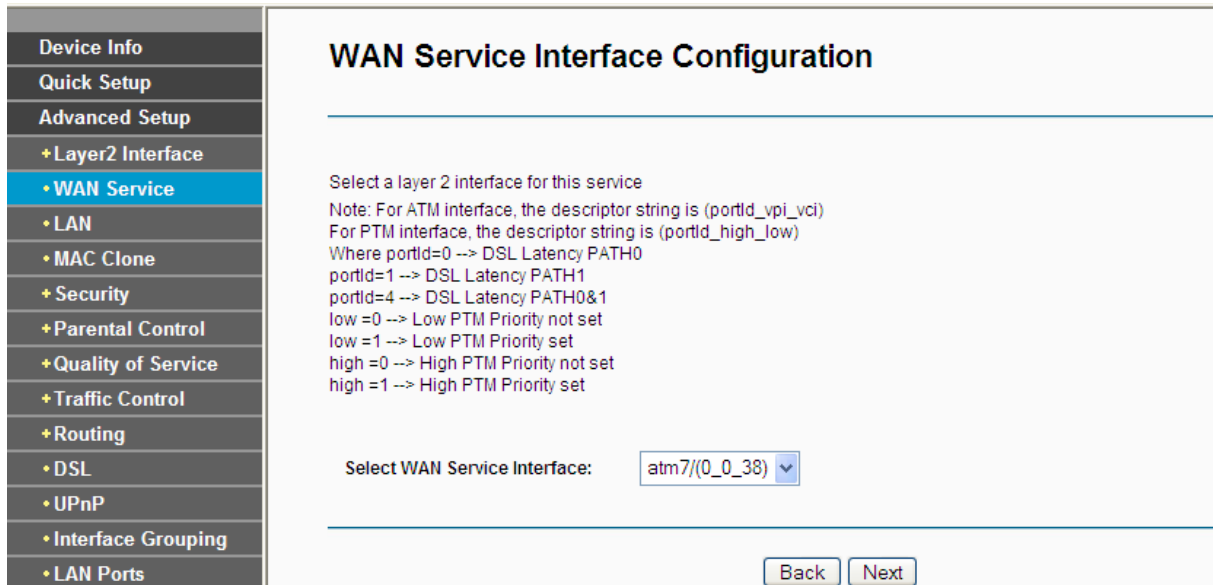 Device Info
Quick Setup
Advanced Setup
+Layer2 Interface
•WAN Service
•LAN
•MAC Clone
+Security
+Parental Control
+Quality of Service
+Traffic Control
+Routing
•DSL
•UPnP
•Interface Grouping
•LAN Ports
WAN Service Interface Configuration
Select a layer 2 interface for this service
Note: For ATM interface, the descriptor string is (portId_vpi_vci)
For PTM interface, the descriptor string is (portId_high_low)
Where portId=0 --> DSL Latency PATH0
portId=1 --> DSL Latency PATH1
portId=4 --> DSL Latency PATH0&1
low =0 --> Low PTM Priority not set
low =1 --> Low PTM Priority set
high =0 --> High PTM Priority not set
high =1 --> High PTM Priority set
Select WAN Service Interface: atm7/(0_0_38)
Back Next